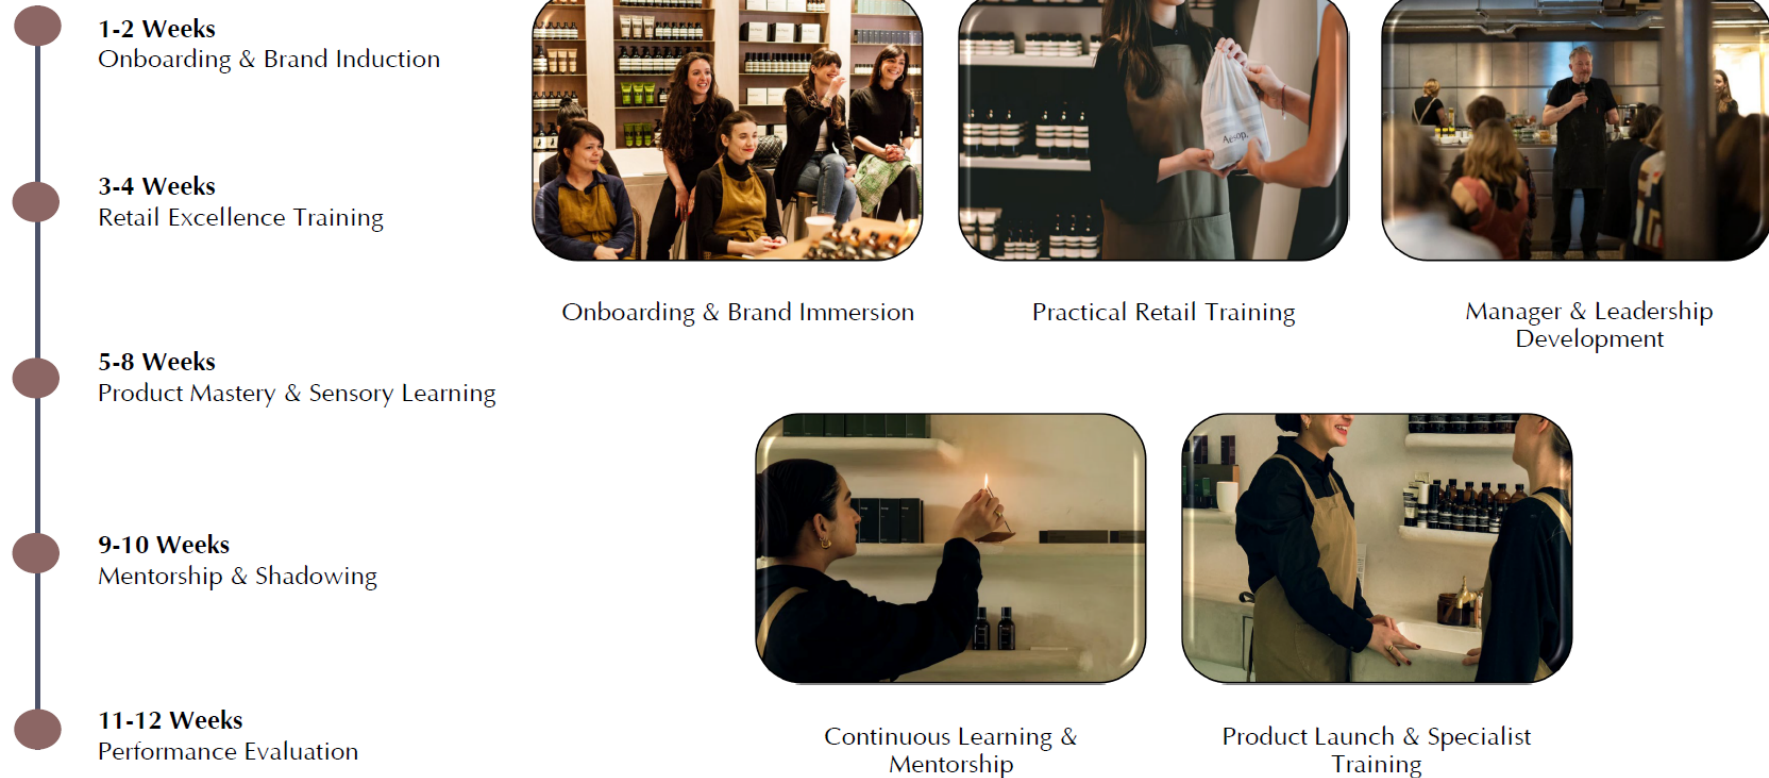 1-2 Weeks
Onboarding & Brand Induction
3-4 Weeks
Retail Excellence Training
5-8 Weeks
Product Mastery & Sensory Learning
9-10 Weeks
Mentorship & Shadowing
11-12 Weeks
Performance Evaluation
Aesop.
Onboarding & Brand Immersion
Practical Retail Training
Manager & Leadership
Development
Continuous Learning &
Mentorship
Product Launch & Specialist
Training